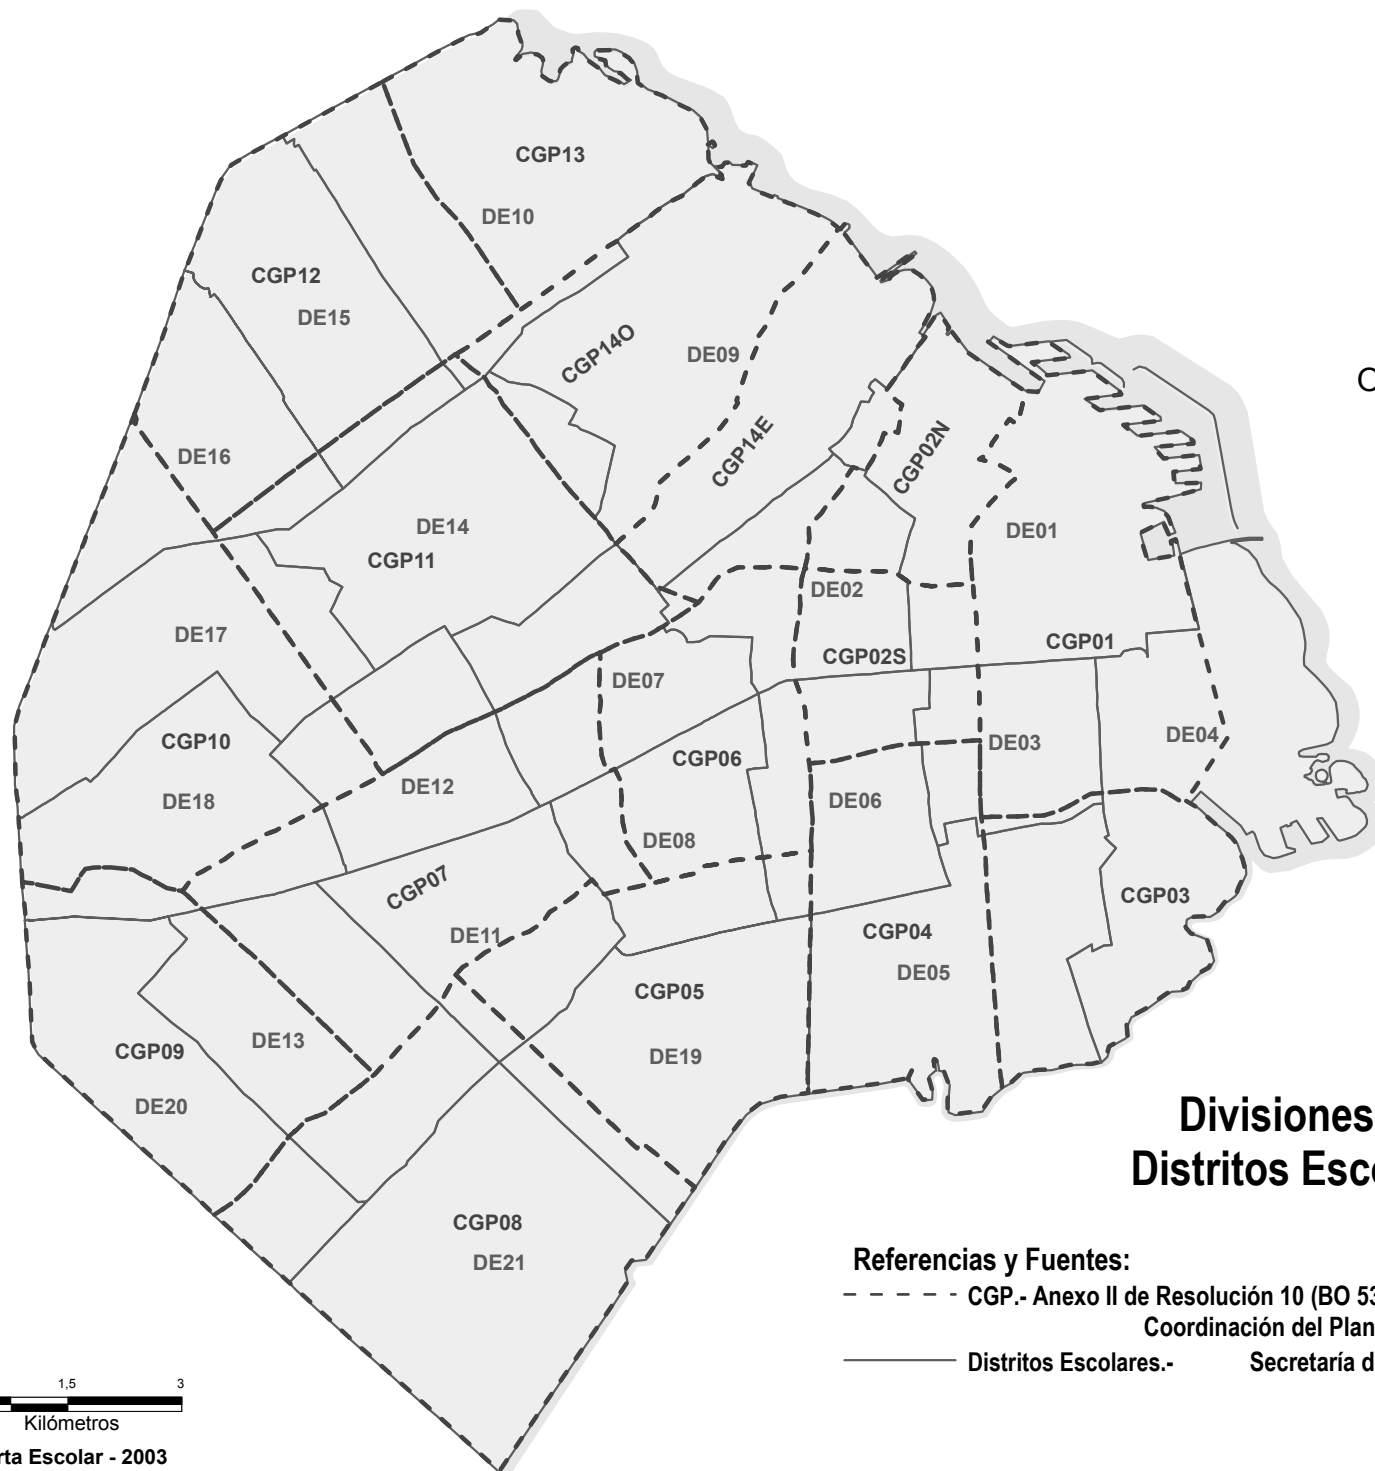 CGP13
DE10
CGP12
DE15
CGP14O
DE09
C
CGP14E
CGP02N
DE16
DE14
CGP11
DE01
DE02
DE17
CGP01
CGP02S
DE07
CGP10
CGP06
DE03
DE04
DE12
DE18
DE06
DE08
CGP07
CGP03
DE11
CGP04
DE05
CGP05
DE13
CGP09
DE19
DE20
Divisiones
Distritos Esc
CGP08
DE21
Referencias y Fuentes:
CGP.- Anexo II de Resolución 10 (BO 53
Coordinación del Plan
Distritos Escolares.- Secretaría d
1,5 3
Kilómetros
rta Escolar - 2003